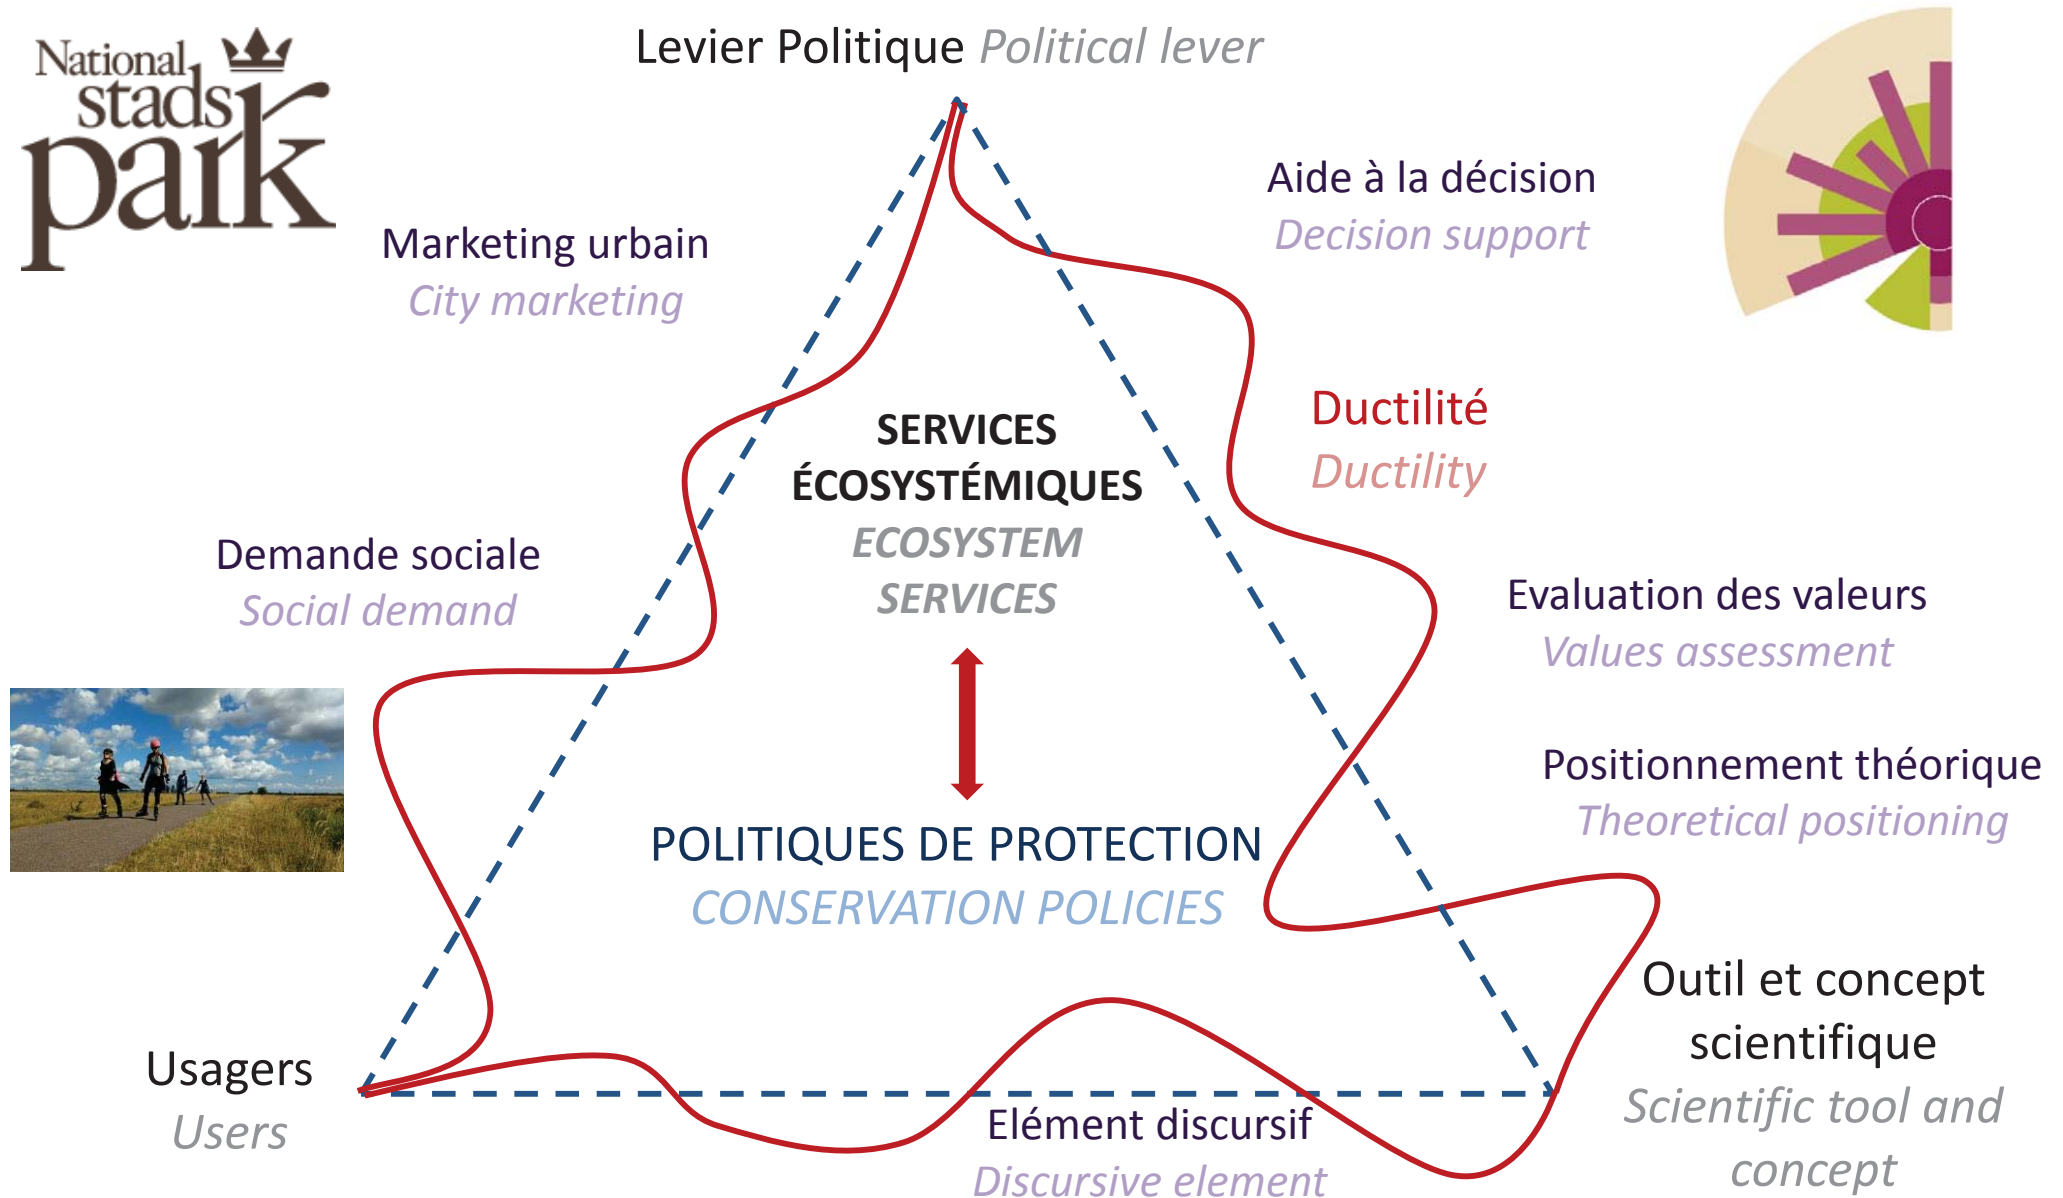 National
stads
park
Levier Politique Political lever
Aide à la décision
Decision support
Marketing urbain
City marketing
Ductilité
Ductility
SERVICES
ÉCOSYSTÉMIQUES
ECOSYSTEM
SERVICES
Demande sociale
Social demand
Evaluation des valeurs
Values assessment
Positionnement théorique
Theoretical positioning
POLITIQUES DE PROTECTION
CONSERVATION POLICIES
Outil et concept
scientifique
Scientific tool and
concept
Usagers
Users
Elément discursif
Discursive element